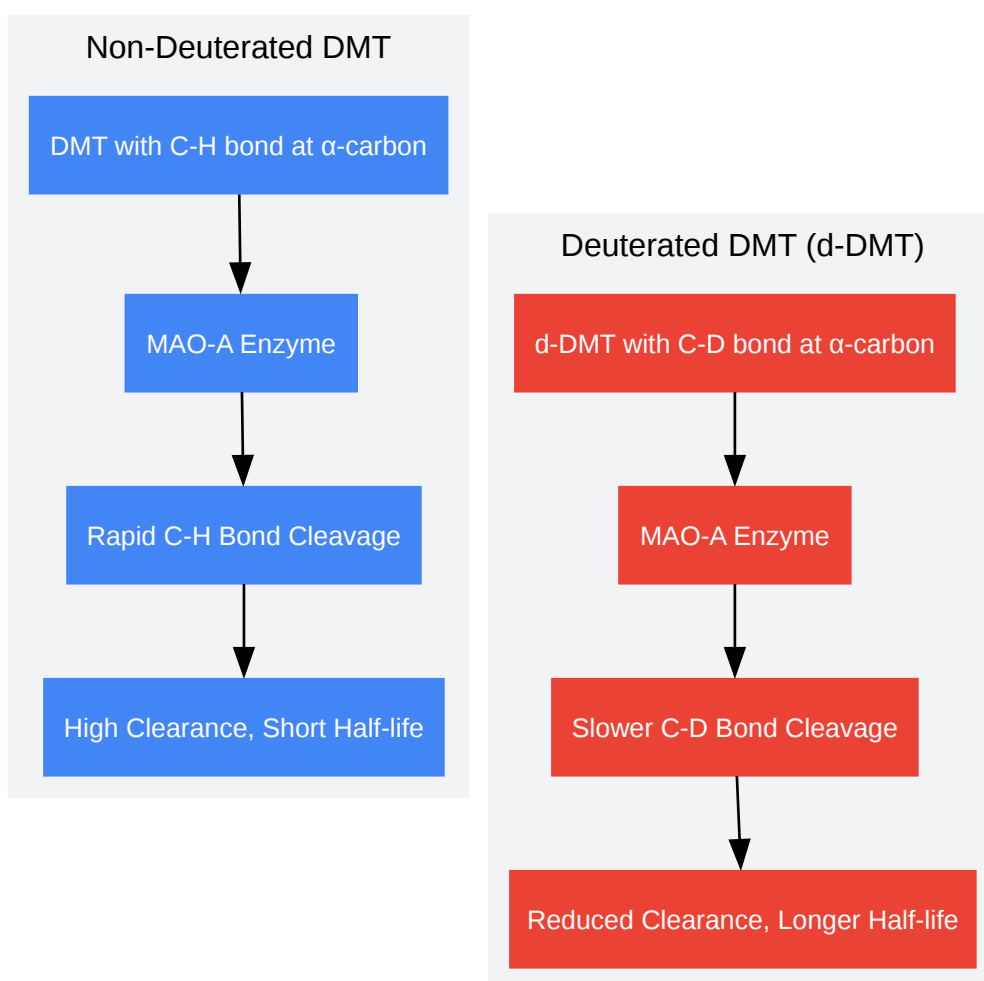 Non-Deuterated DMT
DMT with C-H bond at α-carbon
MAO-A Enzyme
Rapid C-H Bond Cleavage
High Clearance, Short Half-life
Deuterated DMT (d-DMT)
d-DMT with C-D bond at α-carbon
MAO-A Enzyme
Slower C-D Bond Cleavage
Reduced Clearance, Longer Half-life